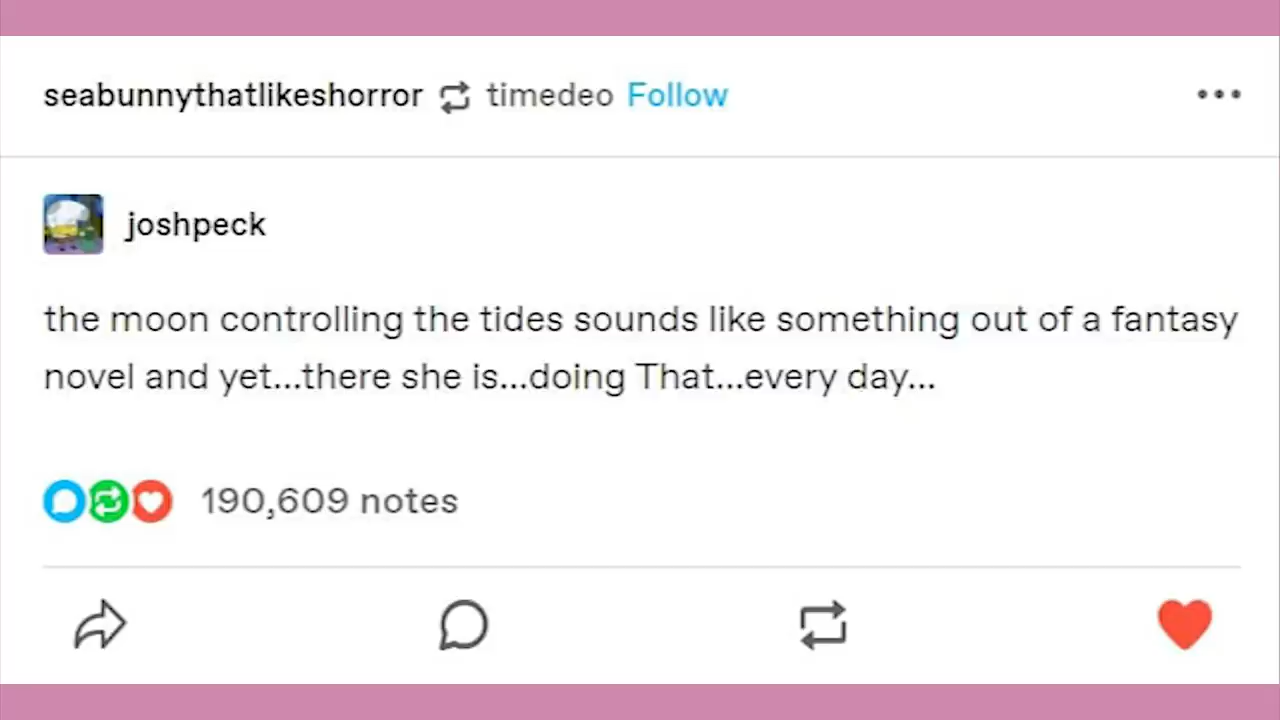 seabunnythatlikeshorror timedeo Follow
joshpeck
the moon controlling the tides sounds like something out of a fantasy
novel and yet...there she is...doing That...every day...
190,609 notes